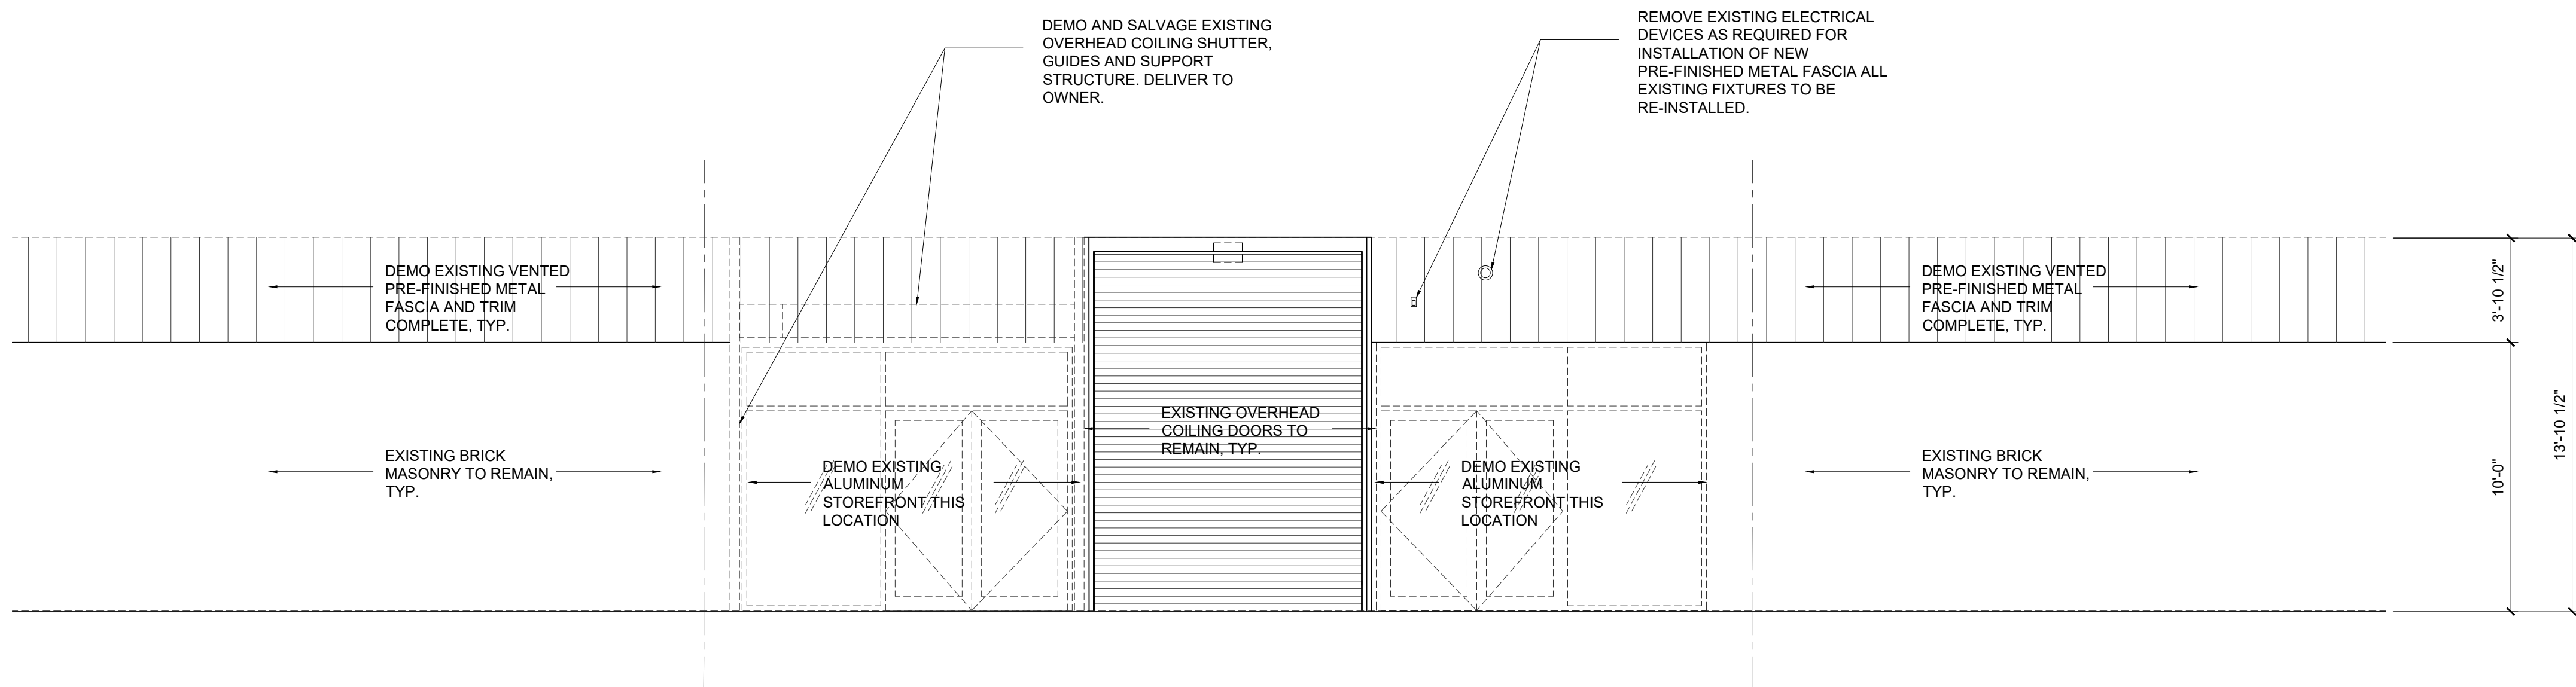 DEMO AND SALVAGE EXISTING
OVERHEAD COILING SHUTTER,
GUIDES AND SUPPORT
STRUCTURE. DELIVER TO
OWNER.
REMOVE EXISTING ELECTRICAL
DEVICES AS REQUIRED FOR
INSTALLATION OF NEW
PRE-FINISHED METAL FASCIA ALL
EXISTING FIXTURES TO BE
RE-INSTALLED.
DEMO EXISTING VENTED
PRE-FINISHED METAL
FASCIA AND TRIM
COMPLETE, TYP.
DEMO EXISTING VENTED
PRE-FINISHED METAL
FASCIA AND TRIM
COMPLETE, TYP.
3'-10 1/2"
EXISTING BRICK
MASONRY TO REMAIN,
TYP.
DEMO EXISTING
ALUMINUM
STOREFRONT THIS
LOCATION
EXISTING OVERHEAD
COILING DOORS TO
REMAIN, TYP.
DEMO EXISTING
ALUMINUM
STOREFRONT THIS
LOCATION
EXISTING BRICK
MASONRY TO REMAIN,
TYP.
10'-0"
13'-10 1/2"